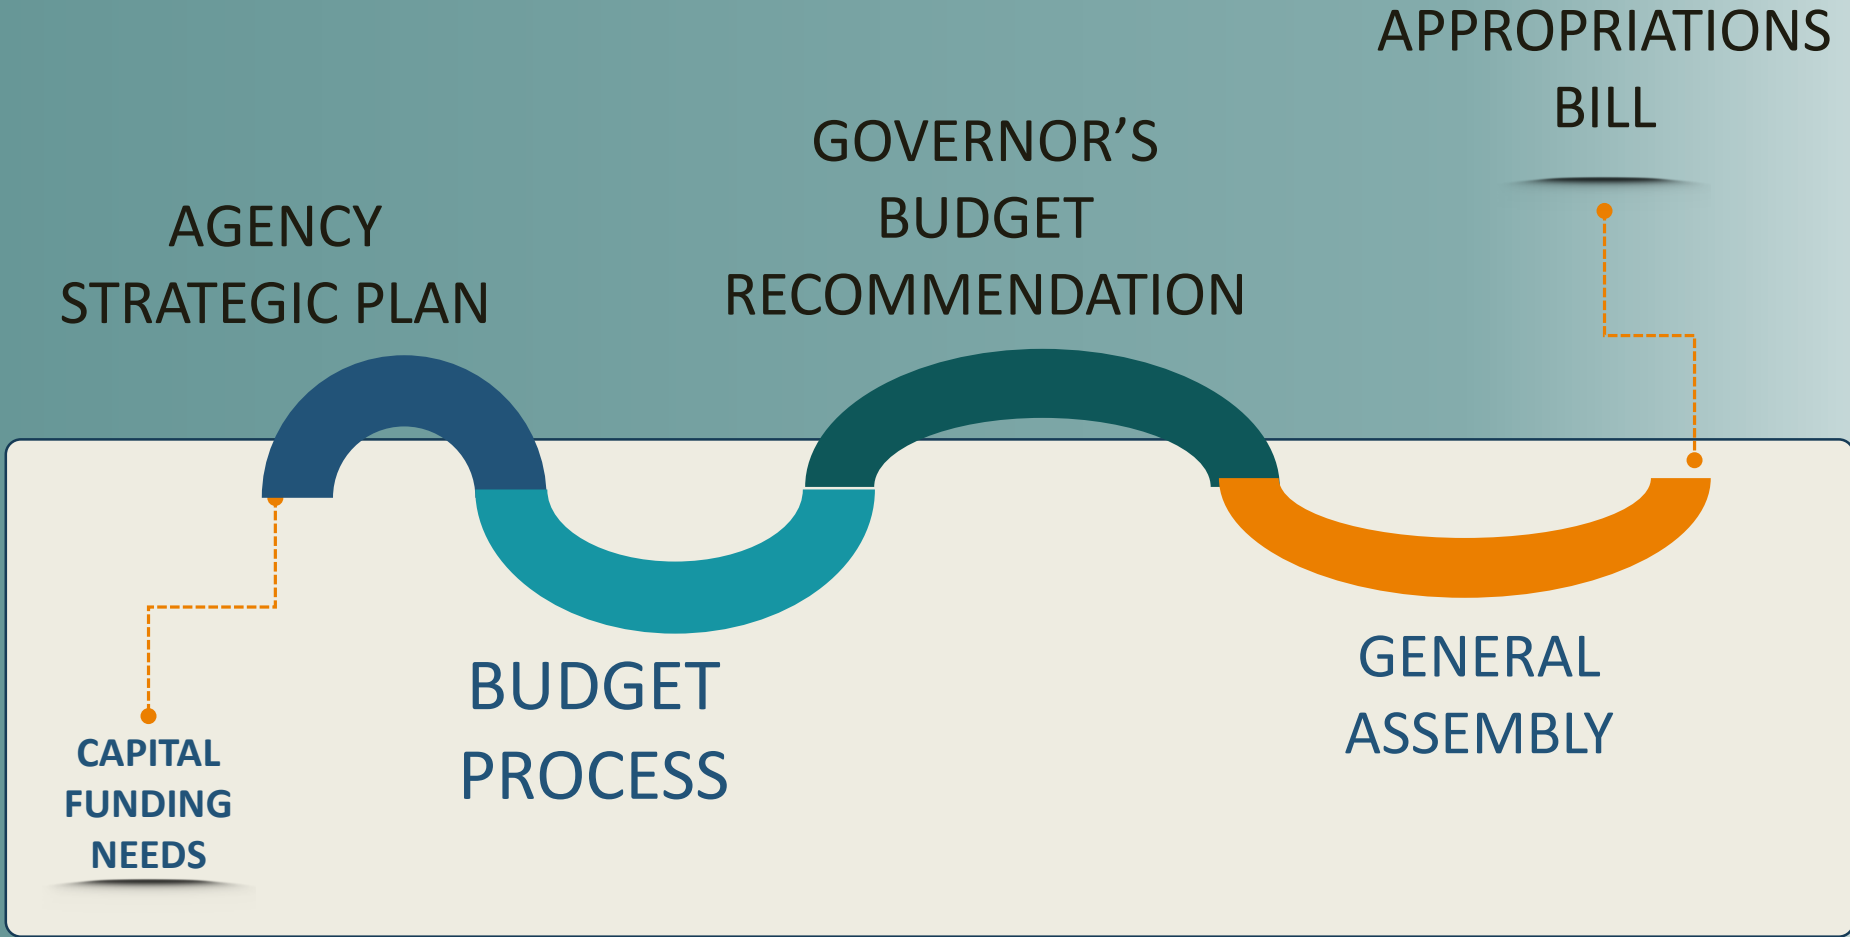 APPROPRIATIONS
BILL
GOVERNOR’S
BUDGET
RECOMMENDATION
AGENCY
STRATEGIC PLAN
BUDGET
PROCESS
GENERAL
ASSEMBLY
CAPITAL
FUNDING
NEEDS